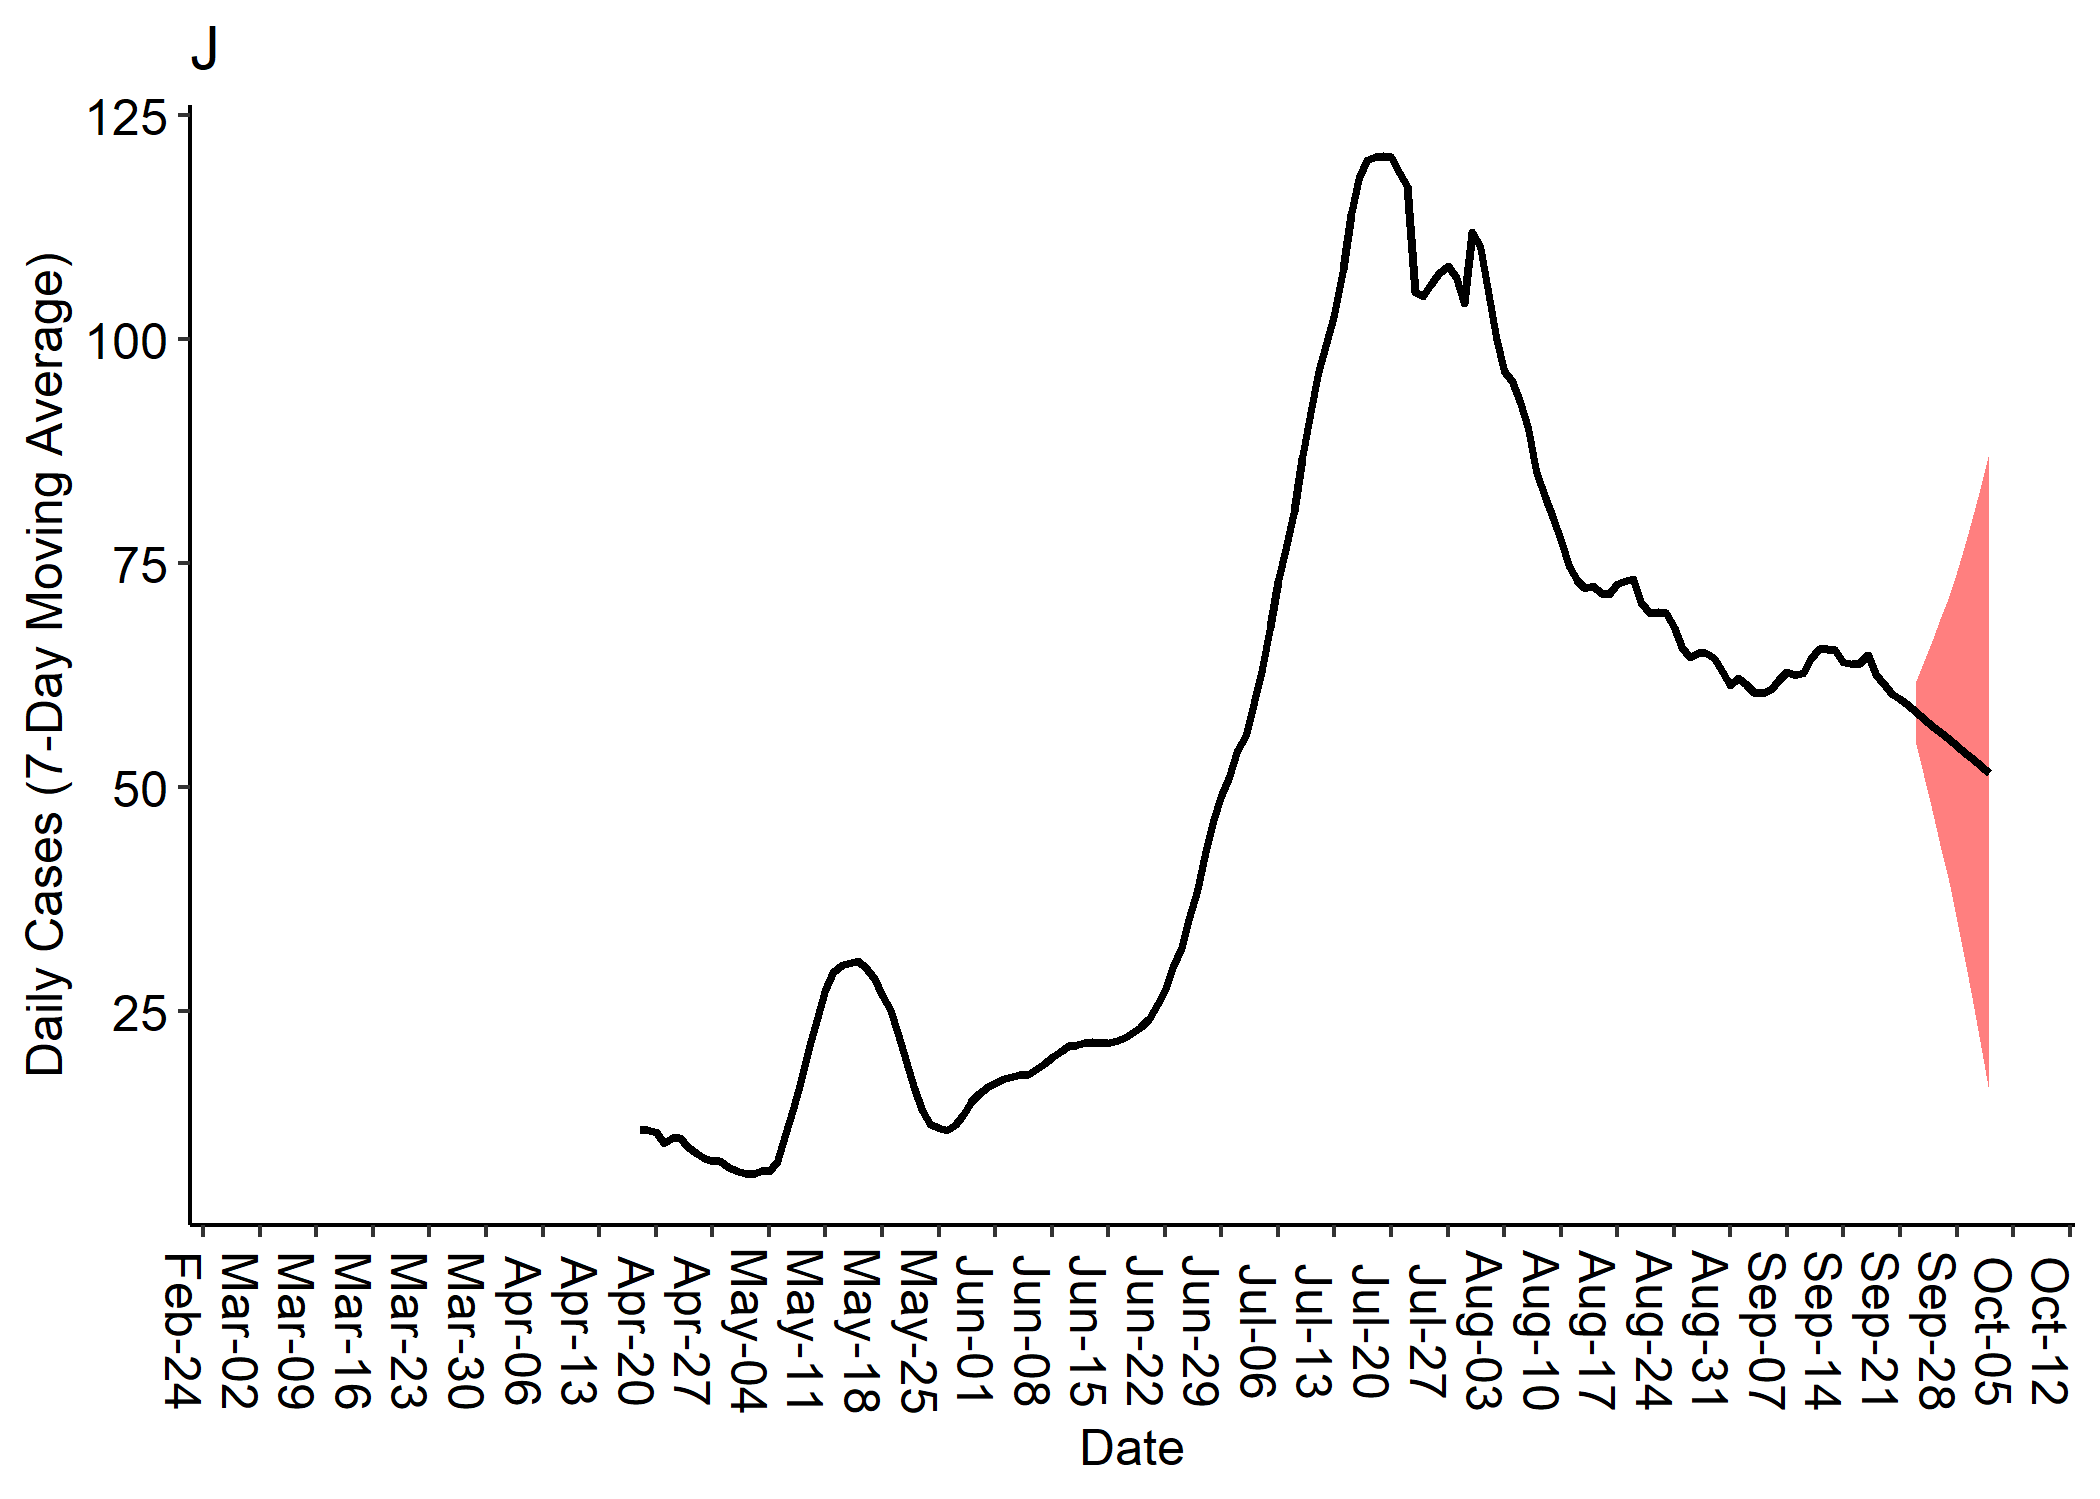 J
Daily Cases (7-Day Moving Average)
125
100
75
50
25
Feb-24
Mar-02
Mar-09
Mar-16
Mar-23
Mar-30
Apr-06
Apr-13
Apr-20
Apr-27
May-04
May-11
May-18
May-25
Jun-01
Jun-08
Jun-15
Jun-22
Jun-29
Jul-06
Jul-13
Jul-20
Jul-27
Aug-03
Aug-10
Aug-17
Aug-24
Aug-31
Sep-07
Sep-14
Sep-21
Sep-28
Oct-05
Oct-12
Date